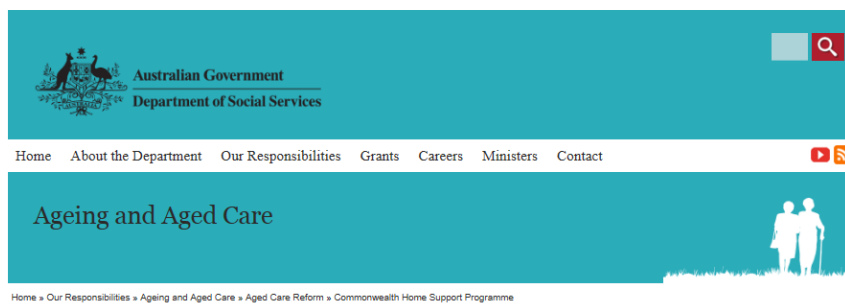 Australian Government
Department of Social Services
Home About the Department Our Responsibilities Grants Careers Ministers Contact
Ageing and Aged Care
Home » Our Responsibilities » Ageing and Aged Care » Aged Care Reform » Commonwealth Home Support Programme